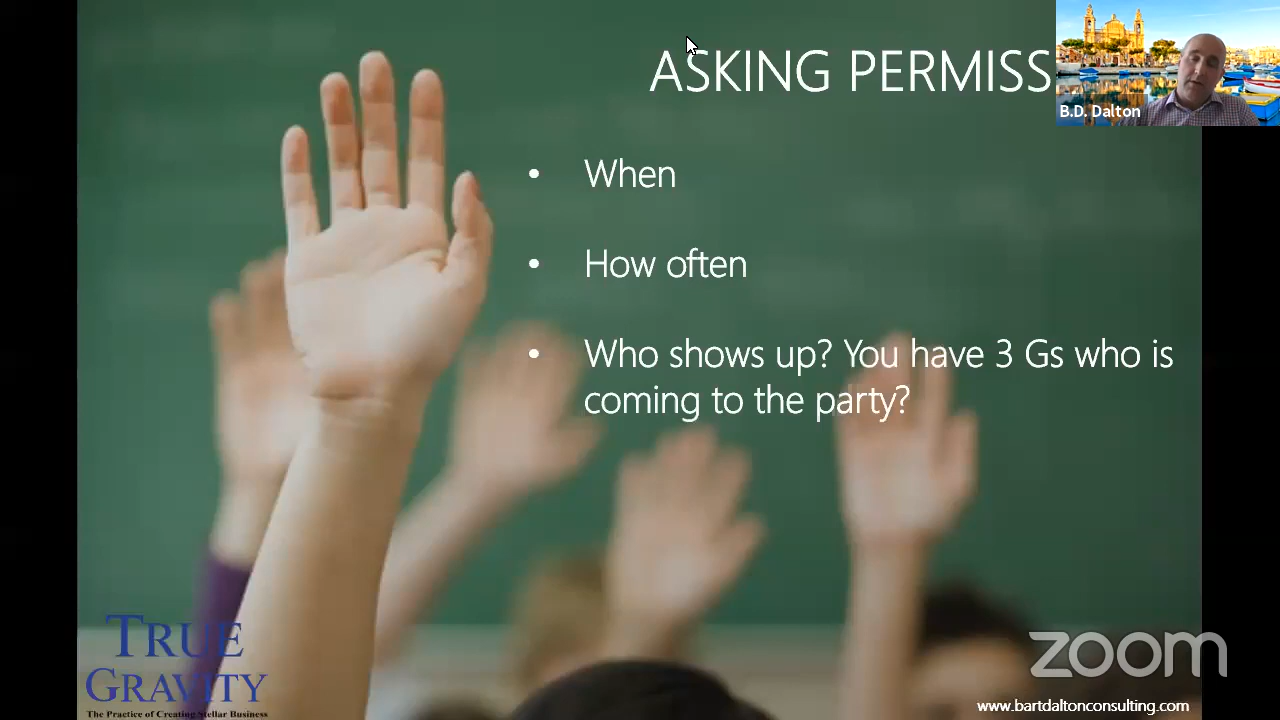 ASKING PERMISS
B.D. Dalton
• When
• How often
• Who shows up? You have 3 Gs who is
coming to the party?
TRUE
GRAVITY
The Practice of Creating Stellar Business
zoom
www.bartdaltonconsulting.com